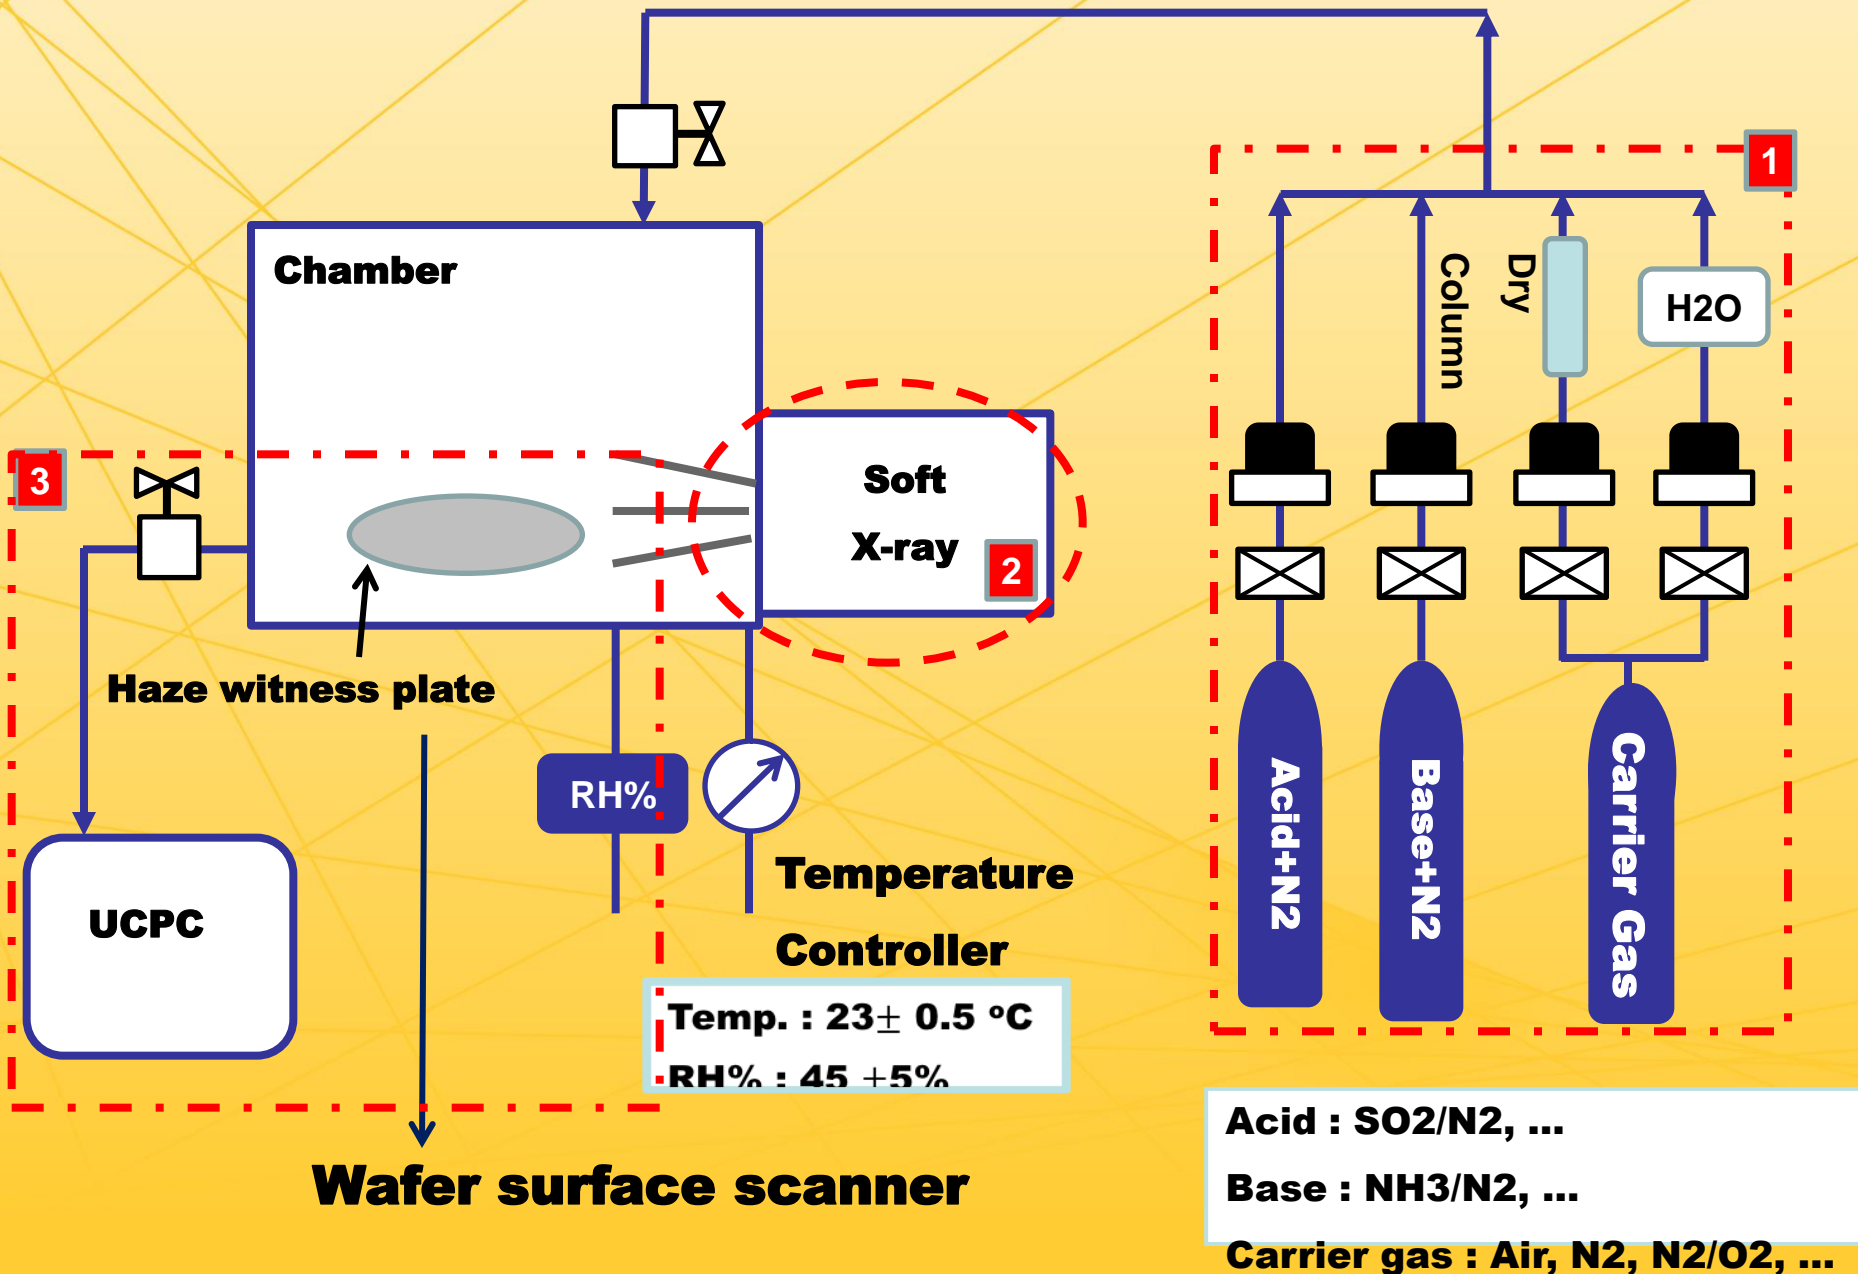 1
Chamber
Column
Dry
H2O
3
Soft
X-ray
2
Haze witness plate
RH%
Acid+N2
Base+N2
Carrier Gas
UCPC
Temperature
Controller
Temp. : 23± 0.5 °C
RH% : 45 ±5%
Wafer surface scanner
Acid : SO2/N2, ...
Base : NH3/N2, ...
Carrier gas : Air, N2, N2/O2, ...